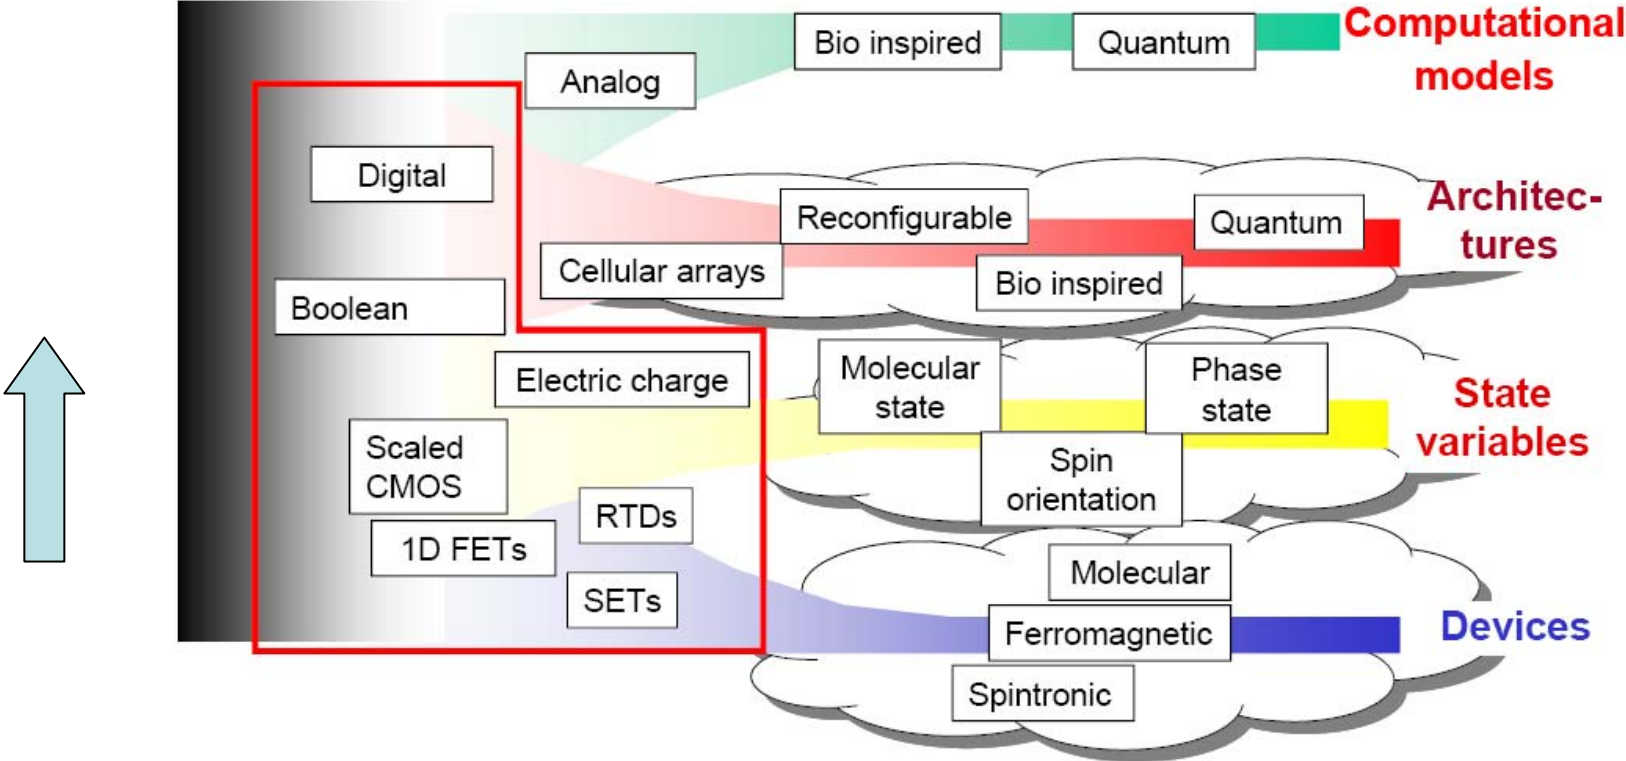 Computational
models
Bio inspired
Quantum
Analog
Digital
Architec-
tures
Reconfigurable
Quantum
Cellular arrays
Bio inspired
Boolean
State
variables
Electric charge
Molecular
state
Phase
state
Spin
orientation
Scaled
CMOS
RTDs
1D FETs
SETs
Molecular
Ferromagnetic
Devices
Spintronic